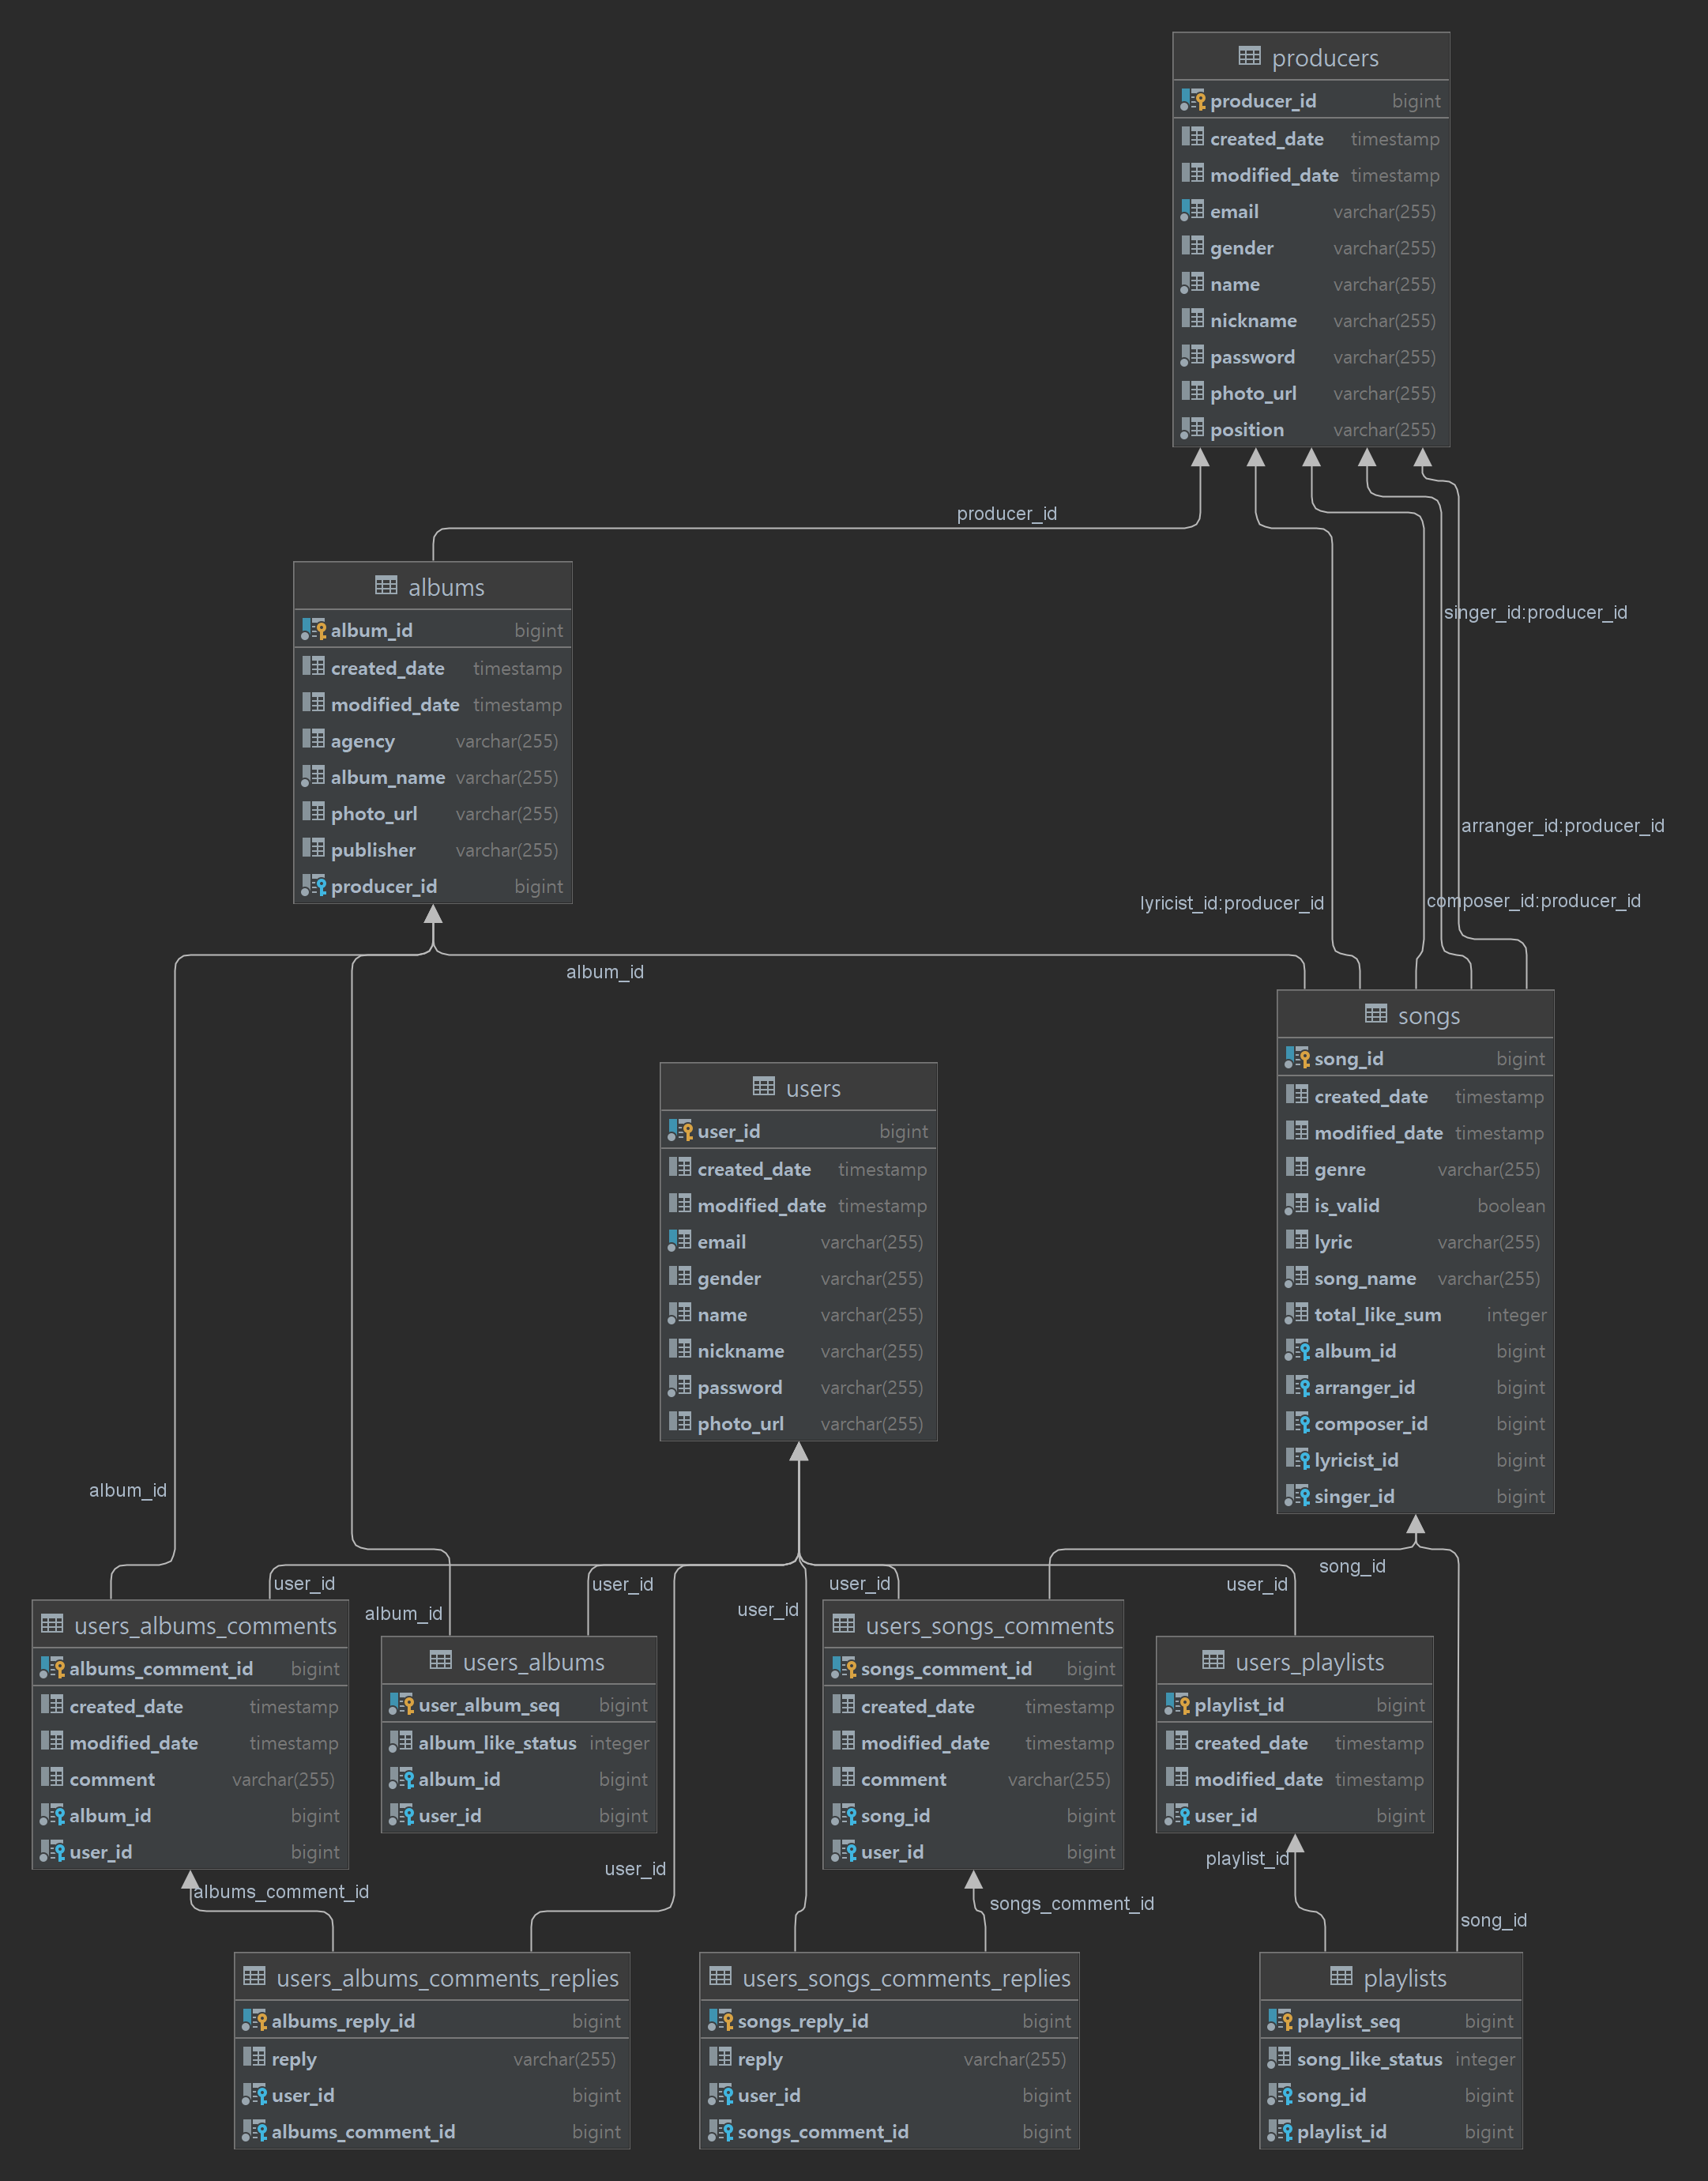 producers
producer_id bigint
created_date timestamp
modified_date timestamp
email varchar(255)
gender varchar(255)
name varchar(255)
nickname varchar(255)
password varchar(255)
photo_url varchar(255)
position varchar(255)
producer_id
singer_id:producer_id
arranger_id:producer_id
lyricist_id:producer_id
composer_id:producer_id
albums
album_id bigint
created_date timestamp
modified_date timestamp
agency varchar(255)
album_name varchar(255)
photo_url varchar(255)
publisher varchar(255)
producer_id bigint
album_id
songs
song_id bigint
created_date timestamp
modified_date timestamp
genre varchar(255)
is_valid boolean
lyric varchar(255)
song_name varchar(255)
total_like_sum integer
album_id bigint
arranger_id bigint
composer_id bigint
lyricist_id bigint
singer_id bigint
users
user_id bigint
created_date timestamp
modified_date timestamp
email varchar(255)
gender varchar(255)
name varchar(255)
nickname varchar(255)
password varchar(255)
photo_url varchar(255)
album_id
song_id
user_id
user_id
user_id
user_id
album_id
user_id
users_albums_comments
albums_comment_id bigint
created_date timestamp
modified_date timestamp
comment varchar(255)
album_id bigint
user_id bigint
users_albums
user_album_seq bigint
album_like_status integer
album_id bigint
user_id bigint
users_songs_comments
songs_comment_id bigint
created_date timestamp
modified_date timestamp
comment varchar(255)
song_id bigint
user_id bigint
users_playlists
playlist_id bigint
created_date timestamp
modified_date timestamp
user_id bigint
playlist_id
user_id
albums_comment_id
songs_comment_id
song_id
users_albums_comments_replies
albums_reply_id bigint
reply varchar(255)
user_id bigint
albums_comment_id bigint
users_songs_comments_replies
songs_reply_id bigint
reply varchar(255)
user_id bigint
songs_comment_id bigint
playlists
playlist_seq bigint
song_like_status integer
song_id bigint
playlist_id bigint